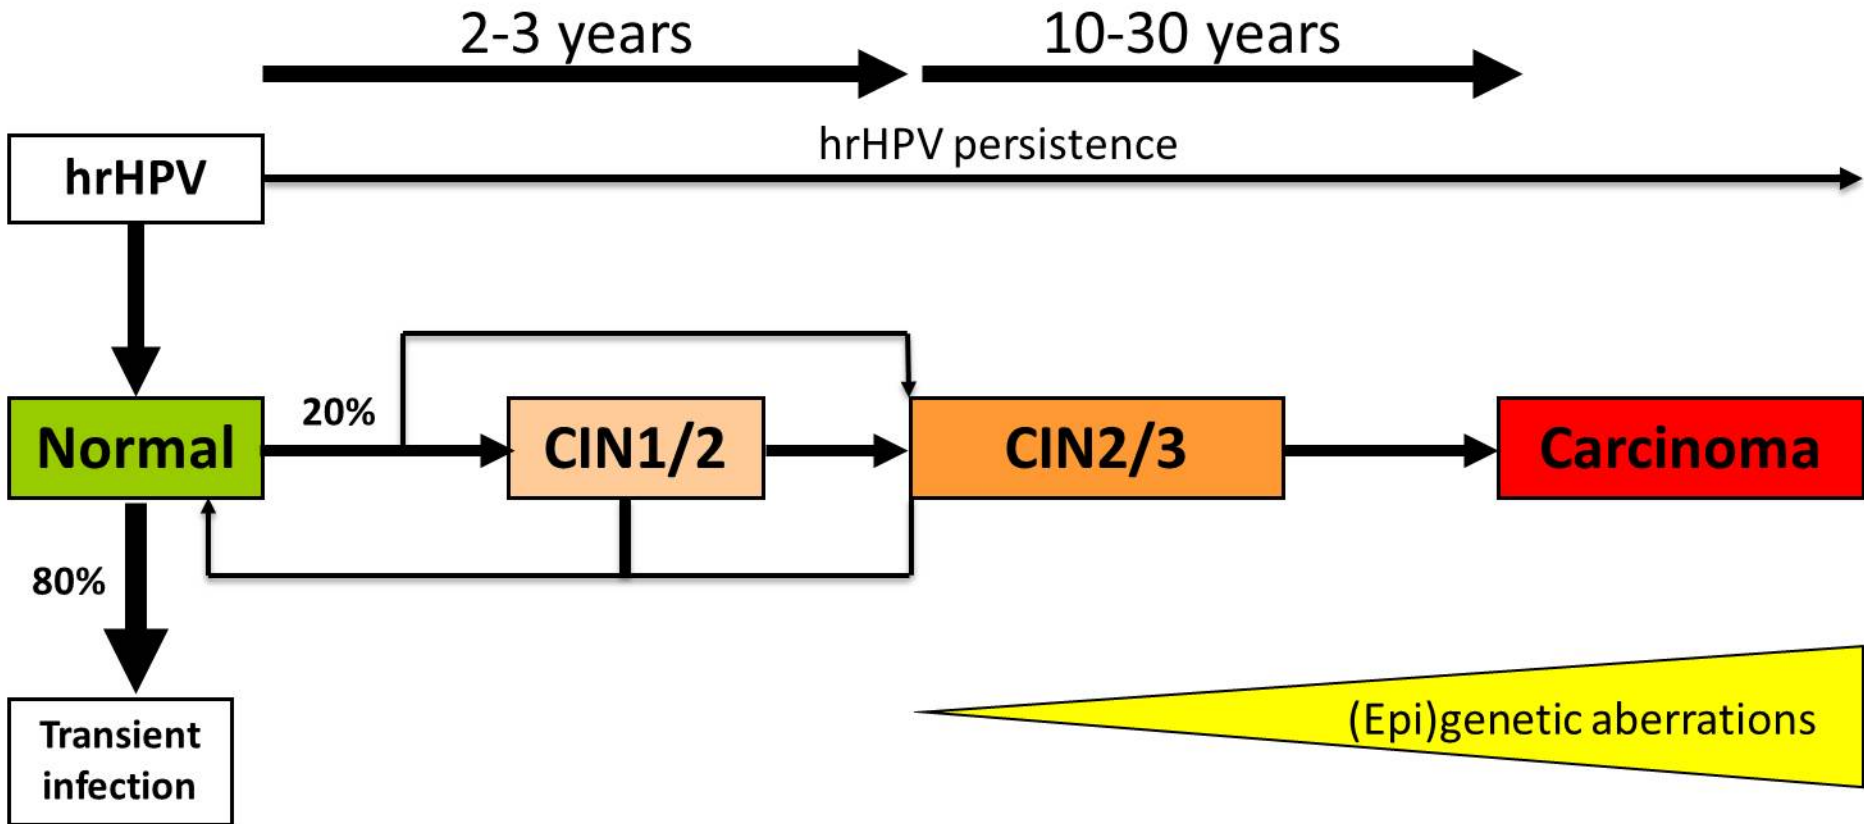 2-3 years
10-30 years
hrHPV persistence
hrHPV
20%
Normal
CIN1/2
CIN2/3
Carcinoma
80%
Transient
infection
(Epi)genetic aberrations